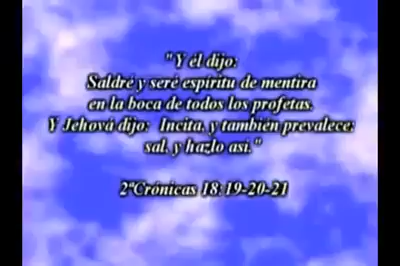 "Y él dijo:
Saldré y seré espíritu de mentira
en la boca de todos los profetas.
Y Jehová dijo:  Incita, y también prevalece:
sal, y hazlo así."
2ªCrónicas 18:19-20-21